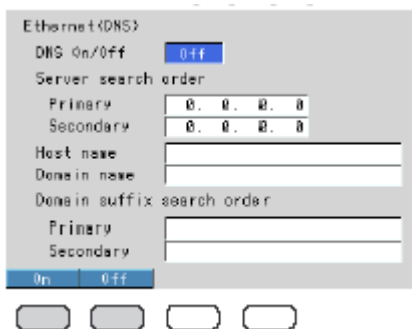 Ethernet(DNS)
DNS On/Off Off
Server search order
Primary 0. 0. 0. 0
Secondary 0. 0. 0. 0
Host name
Domain name
Domain suffix search order
Primary
Secondary
On Off